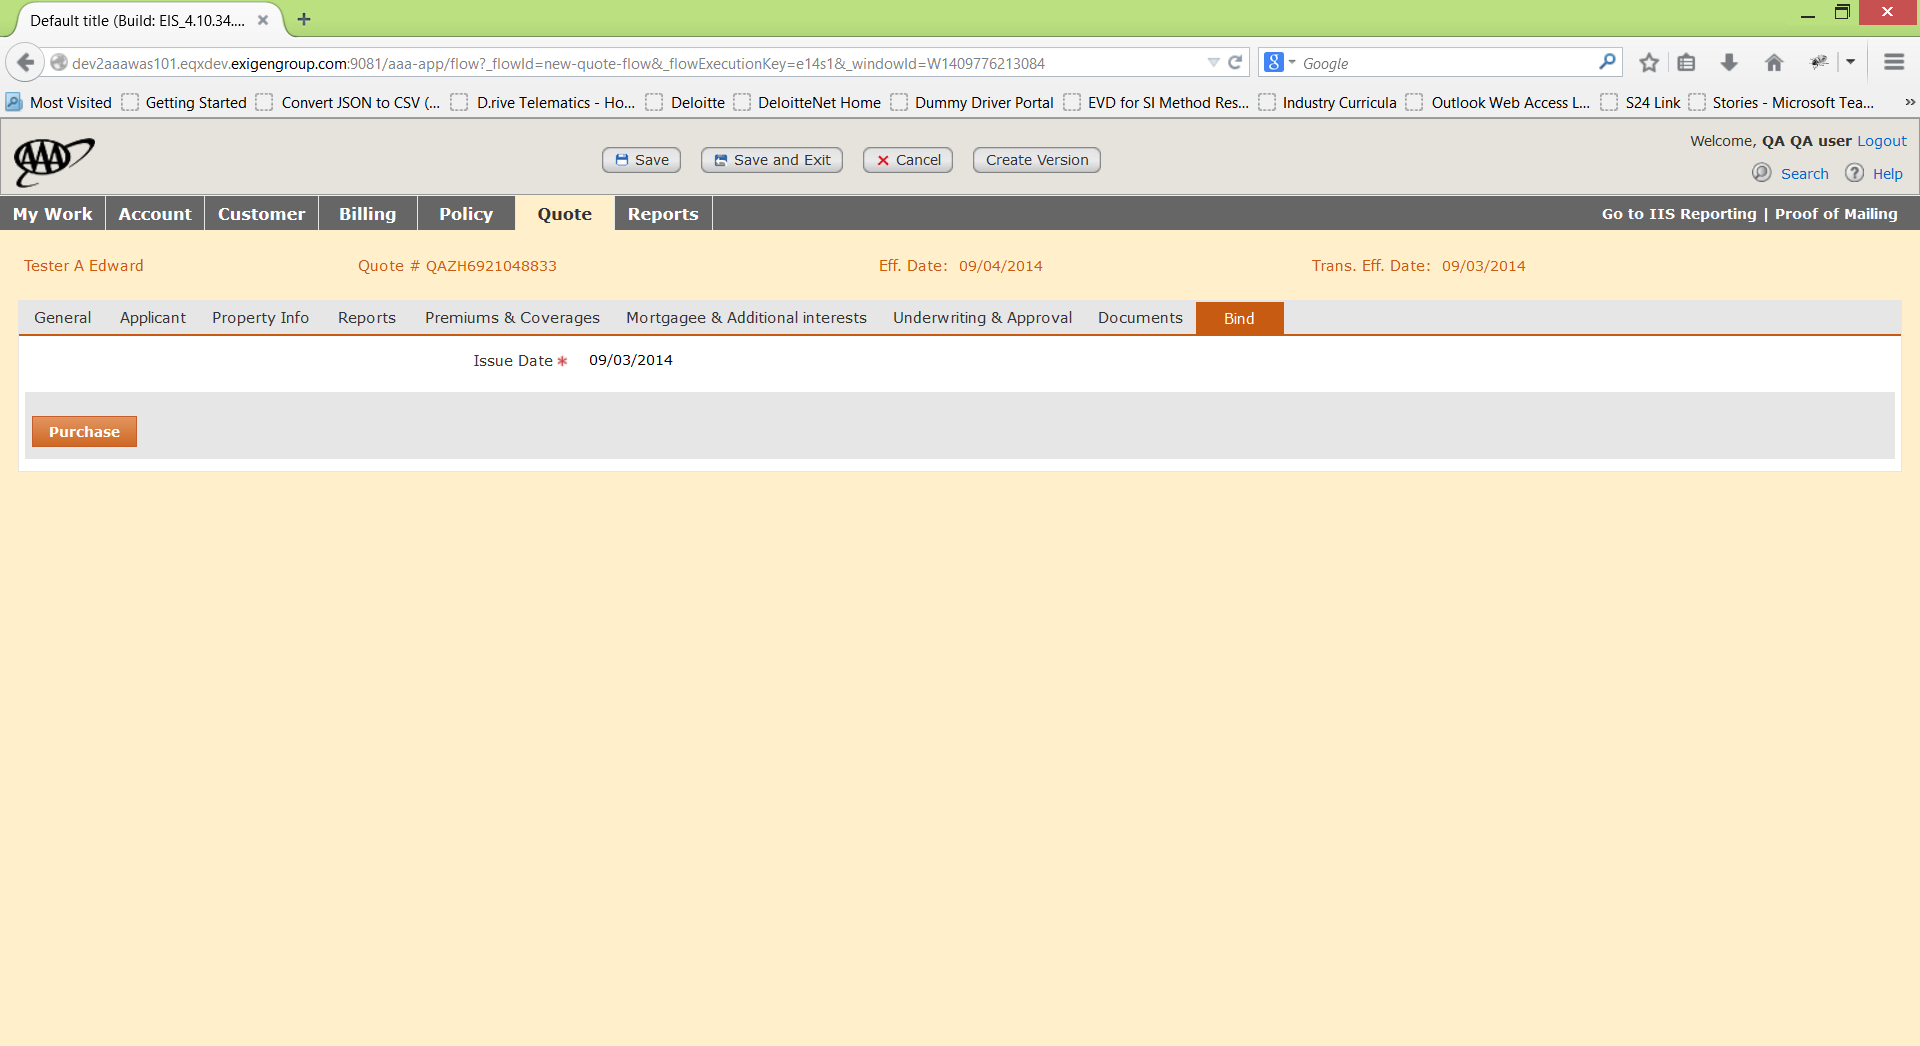 Default title (Build: EIS_4.10.34....
dev2aaawas101.eqxdev.exigengroup.com:9081/aaa-app/flow?_flowId=new-quote-flow&_flowExecutionKey=e14s1&_windowId=W1409776213084
8 Google
Most Visited Getting Started Convert JSON to CSV (... D.rive Telematics - Ho... Deloitte DeloitteNet Home Dummy Driver Portal EVD for SI Method Res... Industry Curricula Outlook Web Access L... S24 Link Stories - Microsoft Tea... »
AAA
Save Save and Exit Cancel Create Version
Welcome, QA QA user Logout
Search ? Help
My Work Account Customer Billing Policy Quote Reports Go to IIS Reporting | Proof of Mailing
Tester A Edward Quote # QAZH6921048833 Eff. Date: 09/04/2014 Trans. Eff. Date: 09/03/2014
General Applicant Property Info Reports Premiums & Coverages Mortgagee & Additional interests Underwriting & Approval Documents Bind
Issue Date * 09/03/2014
Purchase